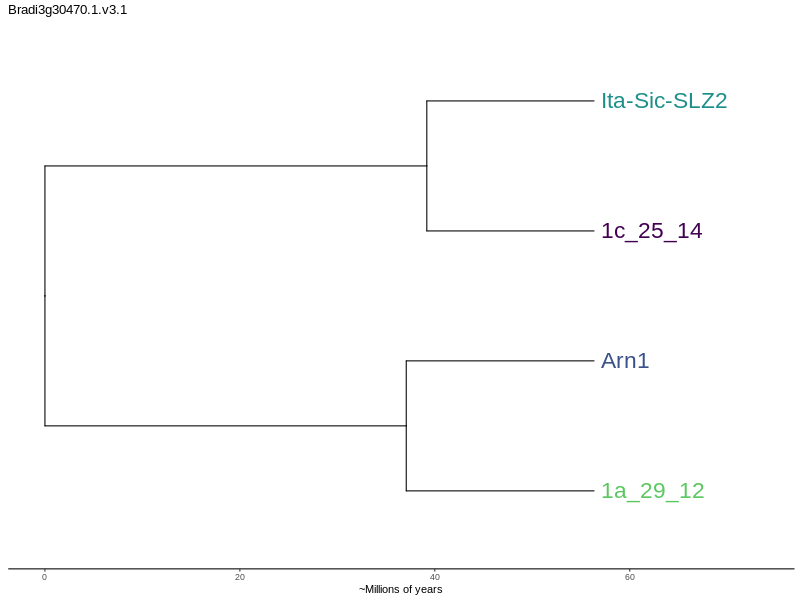 Bradi3g30470.1.v3.1
Ita-Sic-SLZ2
1c_25_14
Arn1
1a_29_12
0 20 40 60
~Millions of years